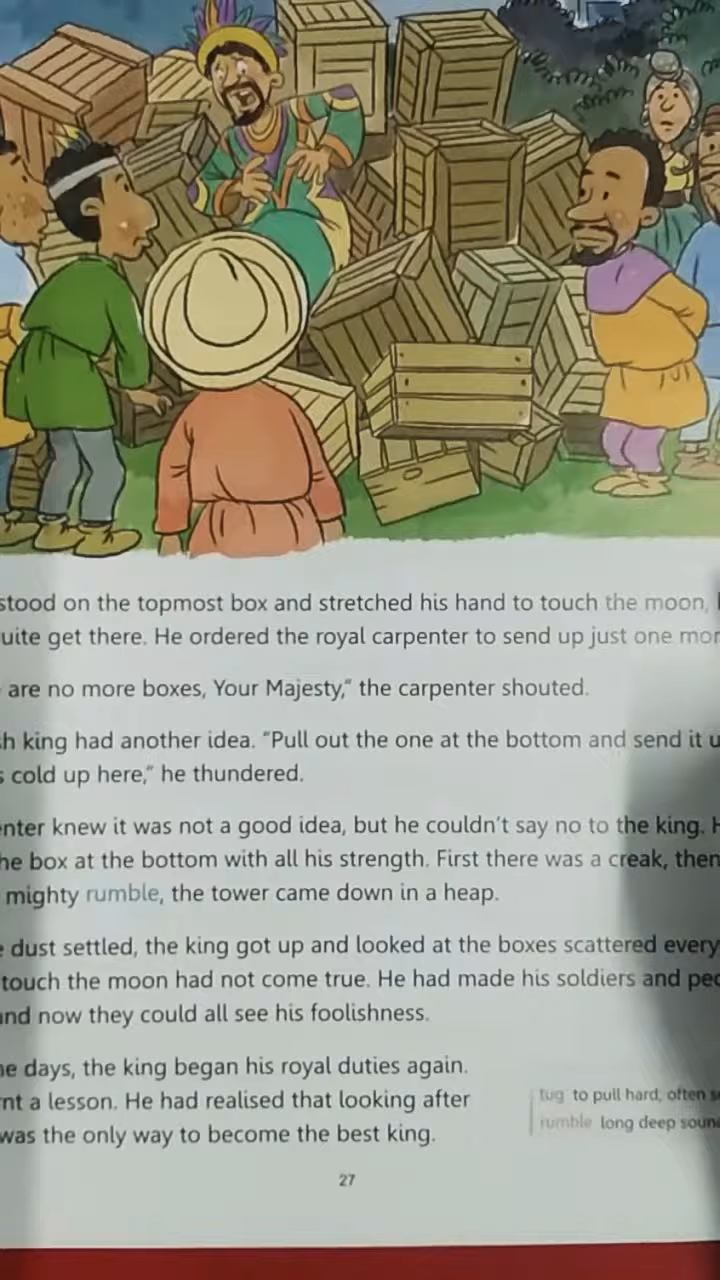 stood on the topmost box and stretched his hand to touch the moon,
uite get there. He ordered the royal carpenter to send up just one mor
are no more boxes, Your Majesty," the carpenter shouted.
h king had another idea. "Pull out the one at the bottom and send it u
s cold up here," he thundered.
enter knew it was not a good idea, but he couldn't say no to the king. H
he box at the bottom with all his strength. First there was a creak, then
mighty rumble, the tower came down in a heap.
e dust settled, the king got up and looked at the boxes scattered every
touch the moon had not come true. He had made his soldiers and peo
and now they could all see his foolishness.
ne days, the king began his royal duties again.
rnt a lesson. He had realised that looking after
was the only way to become the best king.
tug to pull hard, often s
rumble long deep soun
27